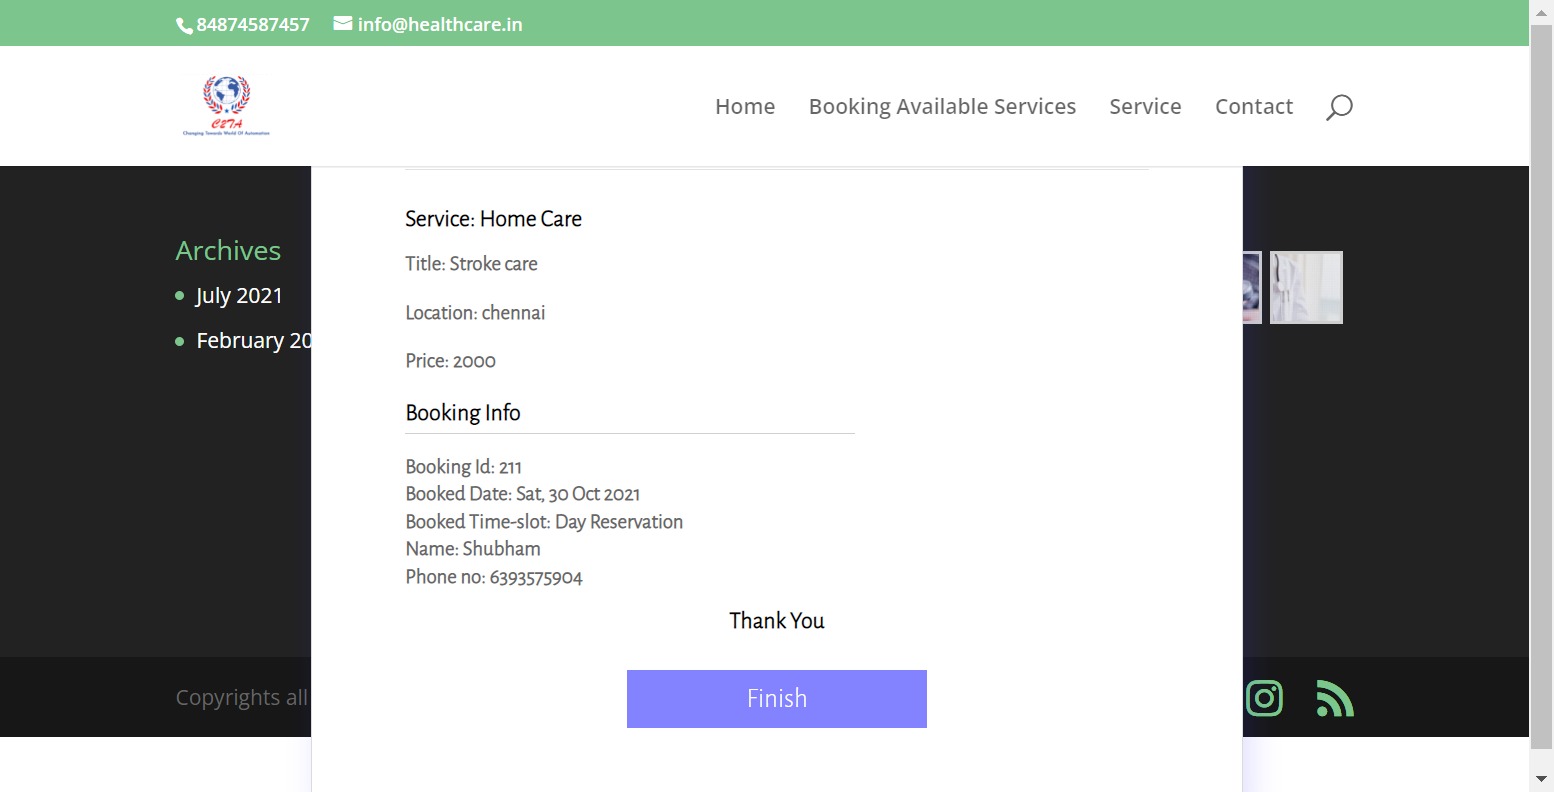 84874587457 info@healthcare.in
C2TA
Changing Towards World Of Automation
Home Booking Available Services Service Contact
Archives
July 2021
February 20
Service: Home Care
Title: Stroke care
Location: chennai
Price: 2000
Booking Info
Booking Id: 211
Booked Date: Sat, 30 Oct 2021
Booked Time-slot: Day Reservation
Name: Shubham
Phone no: 6393575904
Thank You
Finish
Copyrights all